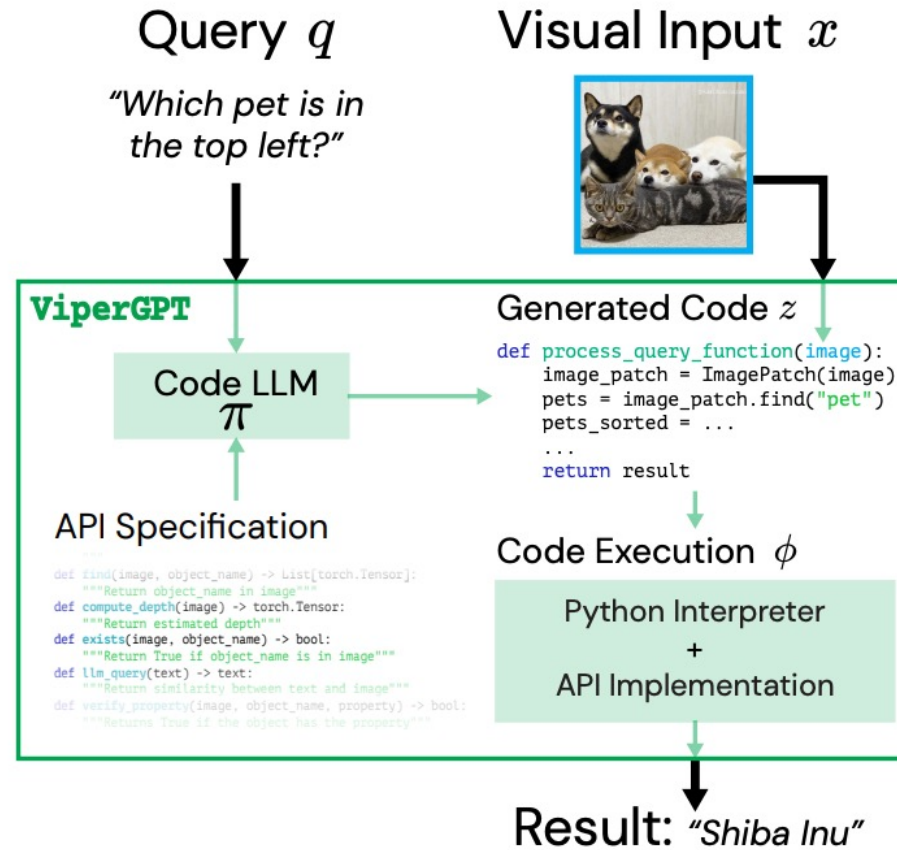 Query q
Visual Input x
“Which pet is in
the top left?”
ViperGPT
Code LLM
π
API Specification
"""
def find(image, object_name) -> List[torch.Tensor]:
"""Return object_name in image"""
def compute_depth(image) -> torch.Tensor:
"""Return estimated depth"""
def exists(image, object_name) -> bool:
"""Return True if object_name is in image"""
def llm_query(text) -> text:
"""Return similarity between text and image"""
def verify_property(image, object_name, property) -> bool:
"""Returns True if the object has the property"""
Generated Code z
def process_query_function(image):
image_patch = ImagePatch(image)
pets = image_patch.find("pet")
pets_sorted = ...
...
return result
Code Execution ϕ
Python Interpreter
+
API Implementation
Result: “Shiba Inu”